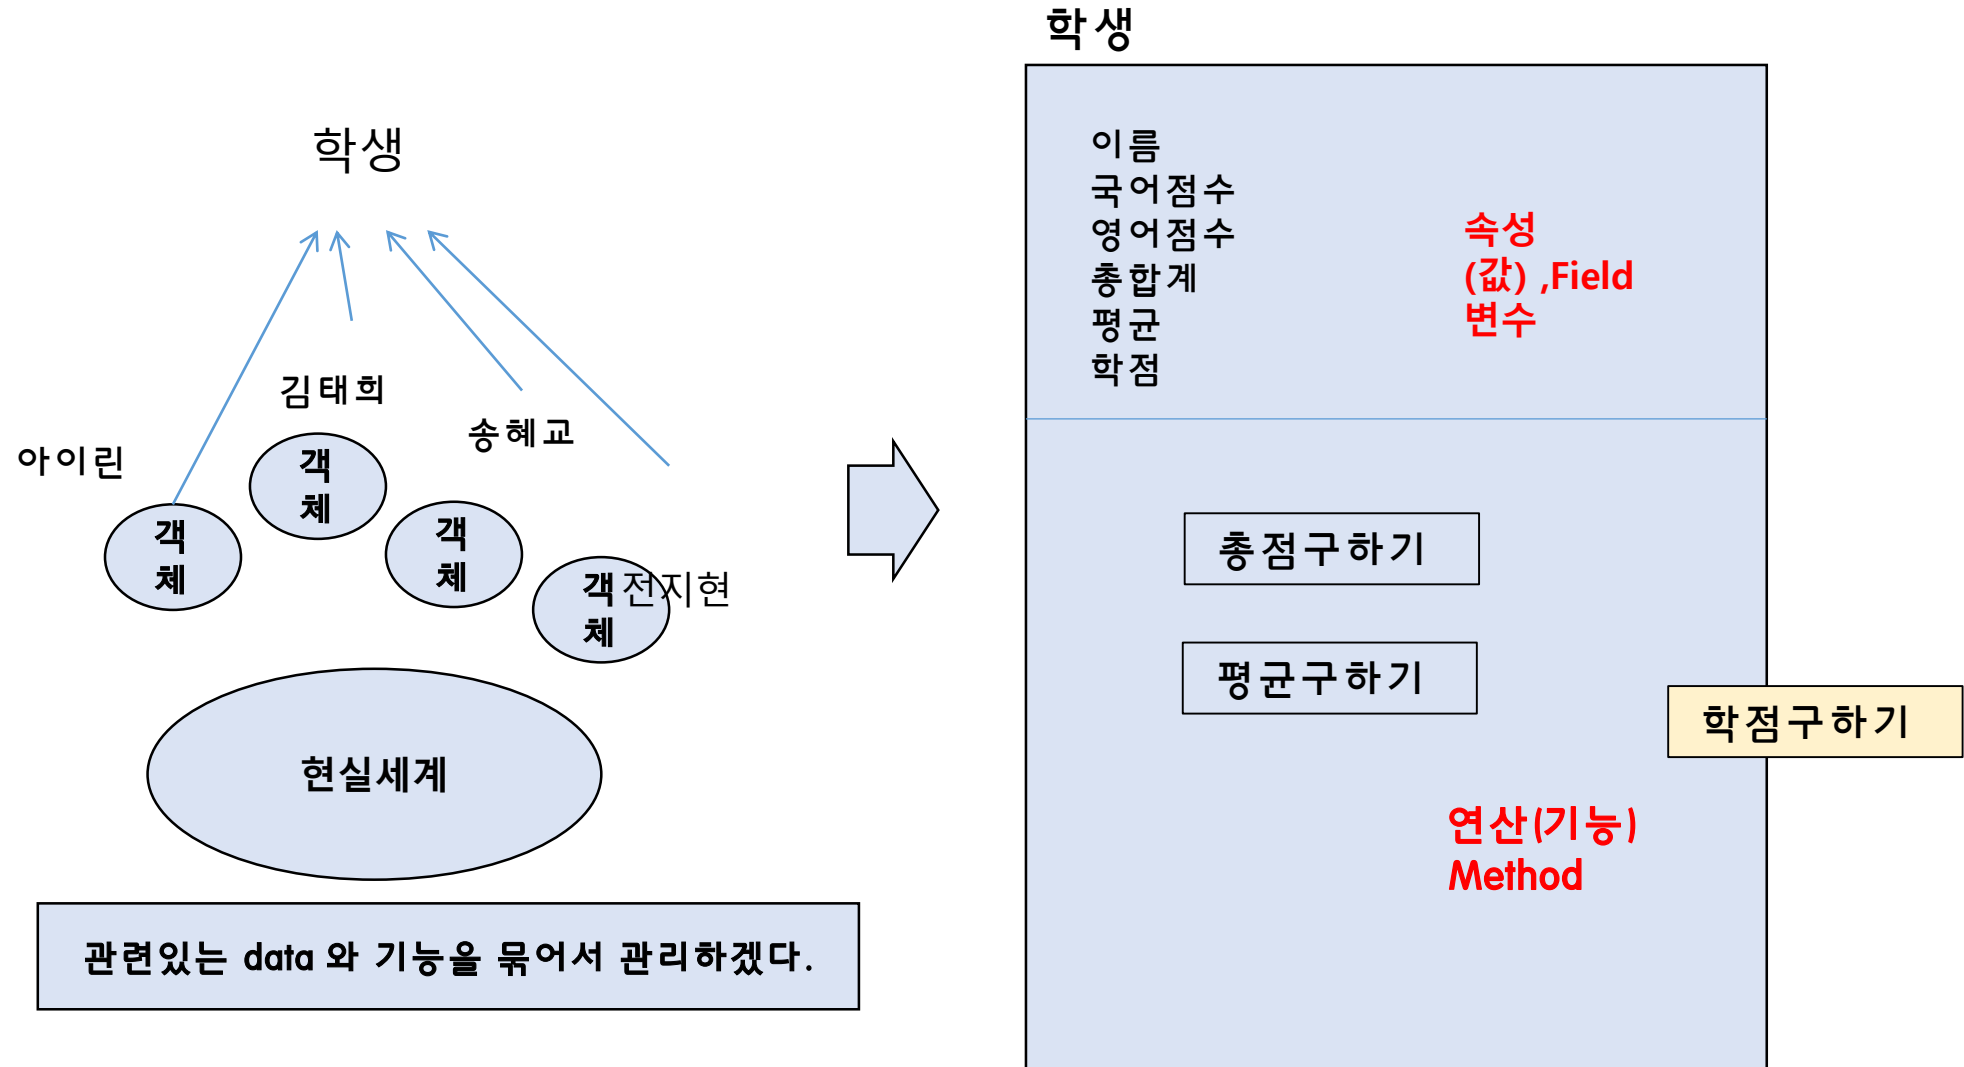 학생
아이린
김태희
송혜교
객
체
객
체
객
체
객
체
전지현
현실세계
관련있는 data 와 기능을 묶어서 관리하겠다.
학생
이름
국어점수
영어점수
총합계
평균
학점
속성
(값) ,Field
변수
총점구하기
평균구하기
학점구하기
연산(기능)
Method